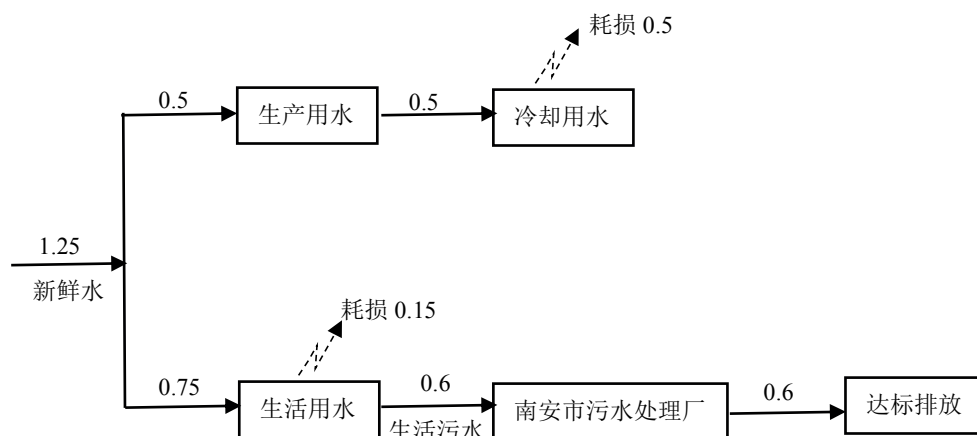 耗损 0.5
0.5
生产用水
0.5
冷却用水
1.25
新鲜水
耗损 0.15
0.75
生活用水
0.6
生活污水
南安市污水处理厂
0.6
达标排放